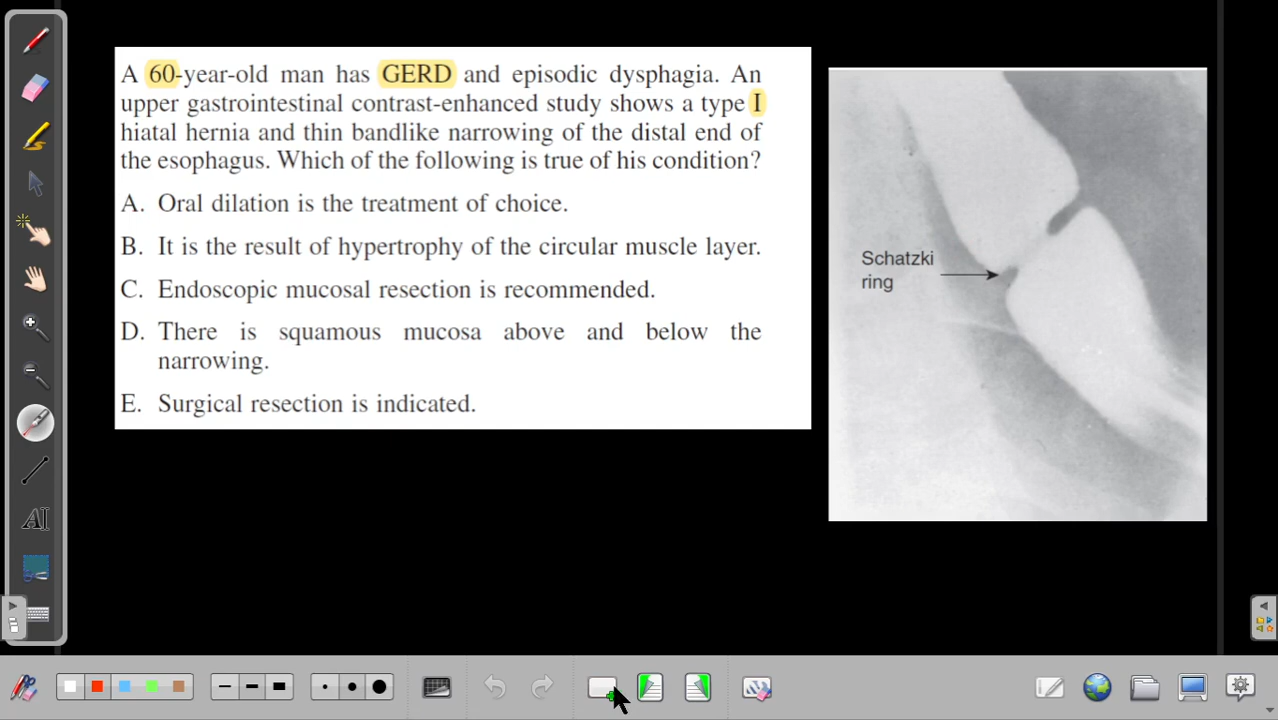 A 60-year-old man has GERD and episodic dysphagia. An
upper gastrointestinal contrast-enhanced study shows a type I
hiatal hernia and thin bandlike narrowing of the distal end of
the esophagus. Which of the following is true of his condition?
A. Oral dilation is the treatment of choice.
B. It is the result of hypertrophy of the circular muscle layer.
C. Endoscopic mucosal resection is recommended.
D. There is squamous mucosa above and below the
narrowing.
E. Surgical resection is indicated.
Schatzki
ring
AI